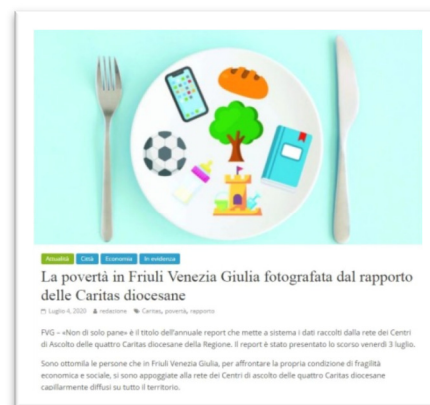 Attualità Città Economia In evidenza
La povertà in Friuli Venezia Giulia fotografata dal rapporto
delle Caritas diocesane
Luglo 4, 2020 redazione Caritas, povertà, rapporto
FVG – «Non di solo pane» è il titolo dell'annuale report che mette a sistema i dati raccolti dalla rete dei Centri
di Ascolto delle quattro Caritas diocesane della Regione. Il report è stato presentato lo scorso venerdì 3 luglio.
Sono ottomila le persone che in Friuli Venezia Giulia, per affrontare la propria condizione di fragilità
economica e sociale, si sono appoggiate alla rete dei Centri di ascolto delle quattro Caritas diocesane
capillarmente diffusi su tutto il territorio.